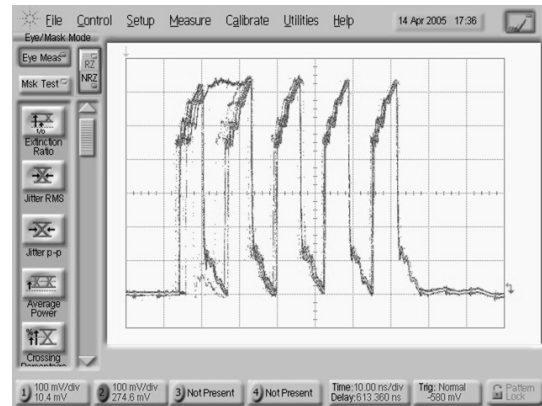 File Control Setup Measure Calibrate Utilities Help 14 Apr 2005 17:36
Eye/Mask Mode
Eye Meas
RZ
NRZ
Msk Test
Extinction
Ratio
Jitter RMS
Jitter p-p
Average
Power
Crossing
1) 100 mV/div
10.4 mV
2) 100 mV/div
274.6 mV
3) Not Present
4) Not Present
Time:10.00 ns/div
Delay:613.360 ns
Trig: Normal
-580 mV
Pattern
Lock